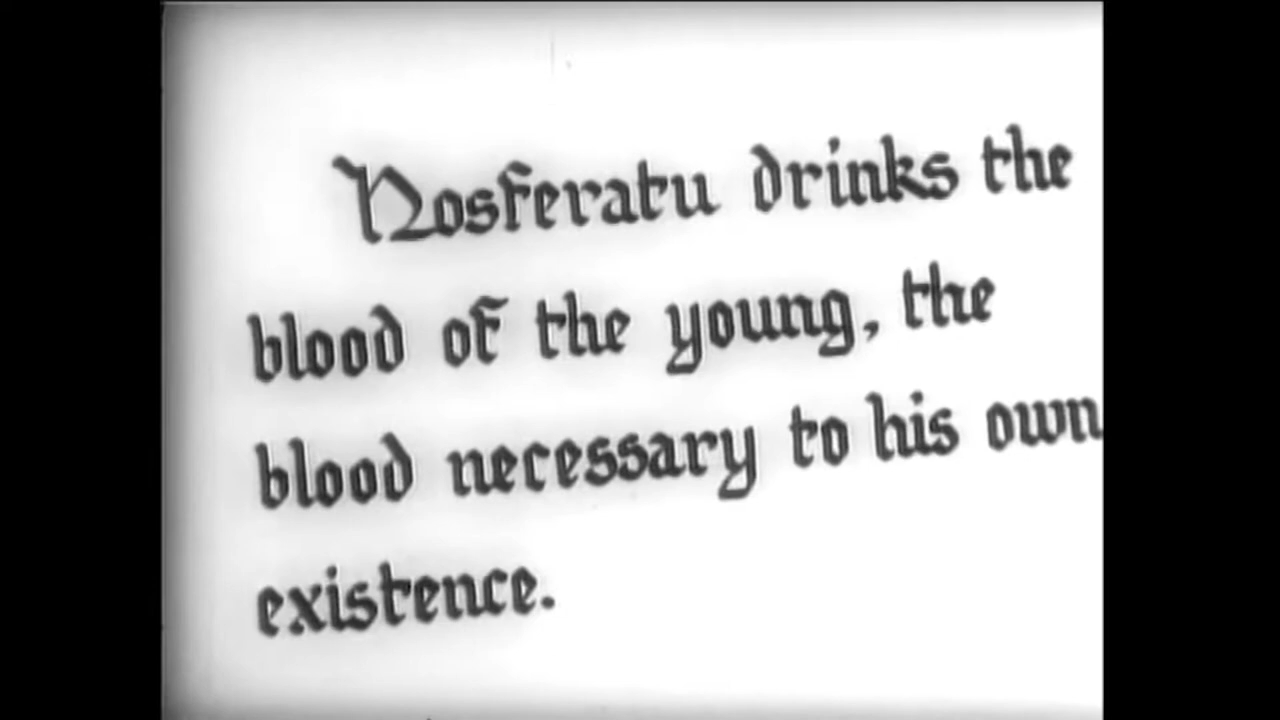 Nosferatu drinks the
blood of the young, the
blood necessary to his own
existence.